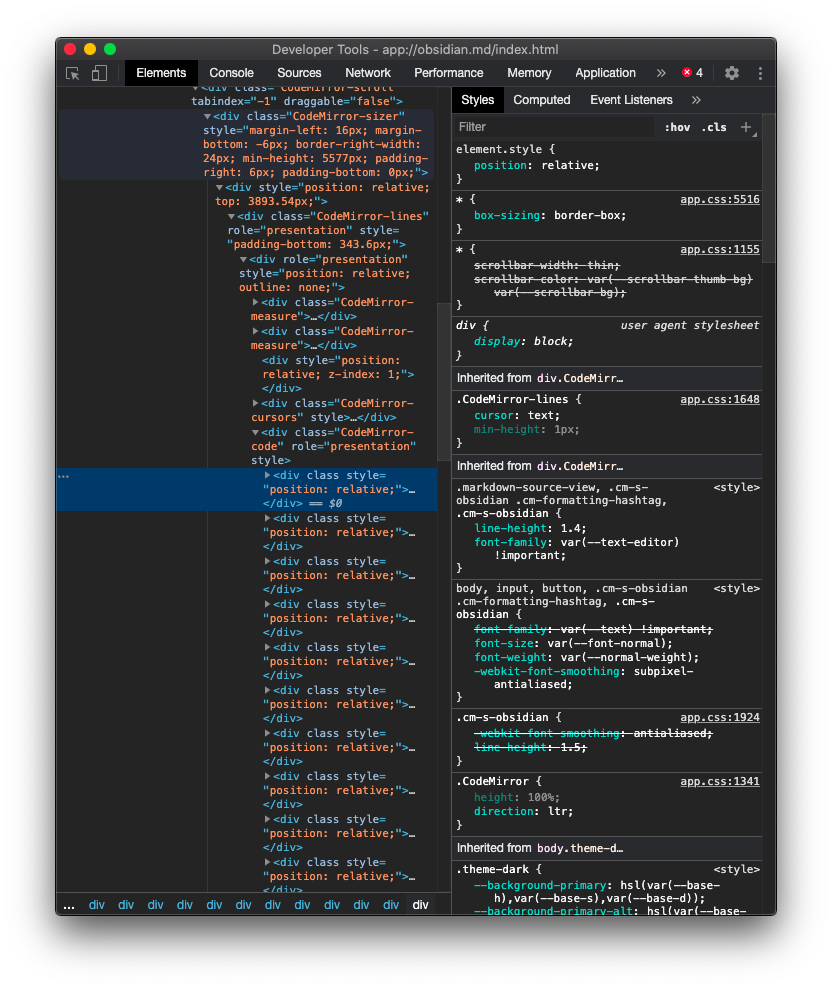 Developer Tools - app://obsidian.md/index.html
Elements Console Sources Network Performance Memory Application » 4
<div class="CodeMirror-scroll"
tabindex="-1" draggable="false">
<div class="CodeMirror-sizer"
style="margin-left: 16px; margin-
bottom: -6px; border-right-width:
24px; min-height: 5577px; padding-
right: 6px; padding-bottom: 0px;">
<div style="position: relative;
top: 3893.54px;">
<div class="CodeMirror-lines"
role="presentation" style=
"padding-bottom: 343.6px;">
<div role="presentation"
style="position: relative;
outline: none;">
<div class="CodeMirror-
measure">…</div>
<div class="CodeMirror-
measure">…</div>
<div style="position:
relative; z-index: 1;">
</div>
<div class="CodeMirror-
cursors" style>…</div>
<div class="CodeMirror-
code" role="presentation"
style>
… <div class style=
"position: relative;">…
</div> == $0
<div class style=
"position: relative;">…
</div>
<div class style=
"position: relative;">…
</div>
<div class style=
"position: relative;">…
</div>
<div class style=
"position: relative;">…
</div>
<div class style=
"position: relative;">…
</div>
<div class style=
"position: relative;">…
</div>
<div class style=
"position: relative;">…
</div>
<div class style=
"position: relative;">…
</div>
<div class style=
"position: relative;">…
</div>
... div div div div div div div div div div div div
Styles Computed Event Listeners »
Filter :hov .cls +
element.style {
position: relative;
}
* { app.css:5516
box-sizing: border-box;
}
* { app.css:1155
scrollbar-width: thin;
scrollbar-color: var(--scrollbar-thumb-bg)
var(--scrollbar-bg);
}
div { user agent stylesheet
display: block;
}
Inherited from div.CodeMirr…
.CodeMirror-lines { app.css:1648
cursor: text;
min-height: 1px;
}
Inherited from div.CodeMirr…
.markdown-source-view, .cm-s- <style>
obsidian .cm-formatting-hashtag,
.cm-s-obsidian {
line-height: 1.4;
font-family: var(--text-editor)
!important;
}
body, input, button, .cm-s-obsidian <style>
.cm-formatting-hashtag, .cm-s-
obsidian {
font-family: var(--text) !important;
font-size: var(--font-normal);
font-weight: var(--normal-weight);
-webkit-font-smoothing: subpixel-
antialiased;
}
.cm-s-obsidian { app.css:1924
-webkit-font-smoothing: antialiased;
line-height: 1.5;
}
.CodeMirror { app.css:1341
height: 100%;
direction: ltr;
}
Inherited from body.theme-d…
.theme-dark { <style>
--background-primary: hsl(var(--base-
h),var(--base-s),var(--base-d));
--background-primary-alt: hsl(var(--base-